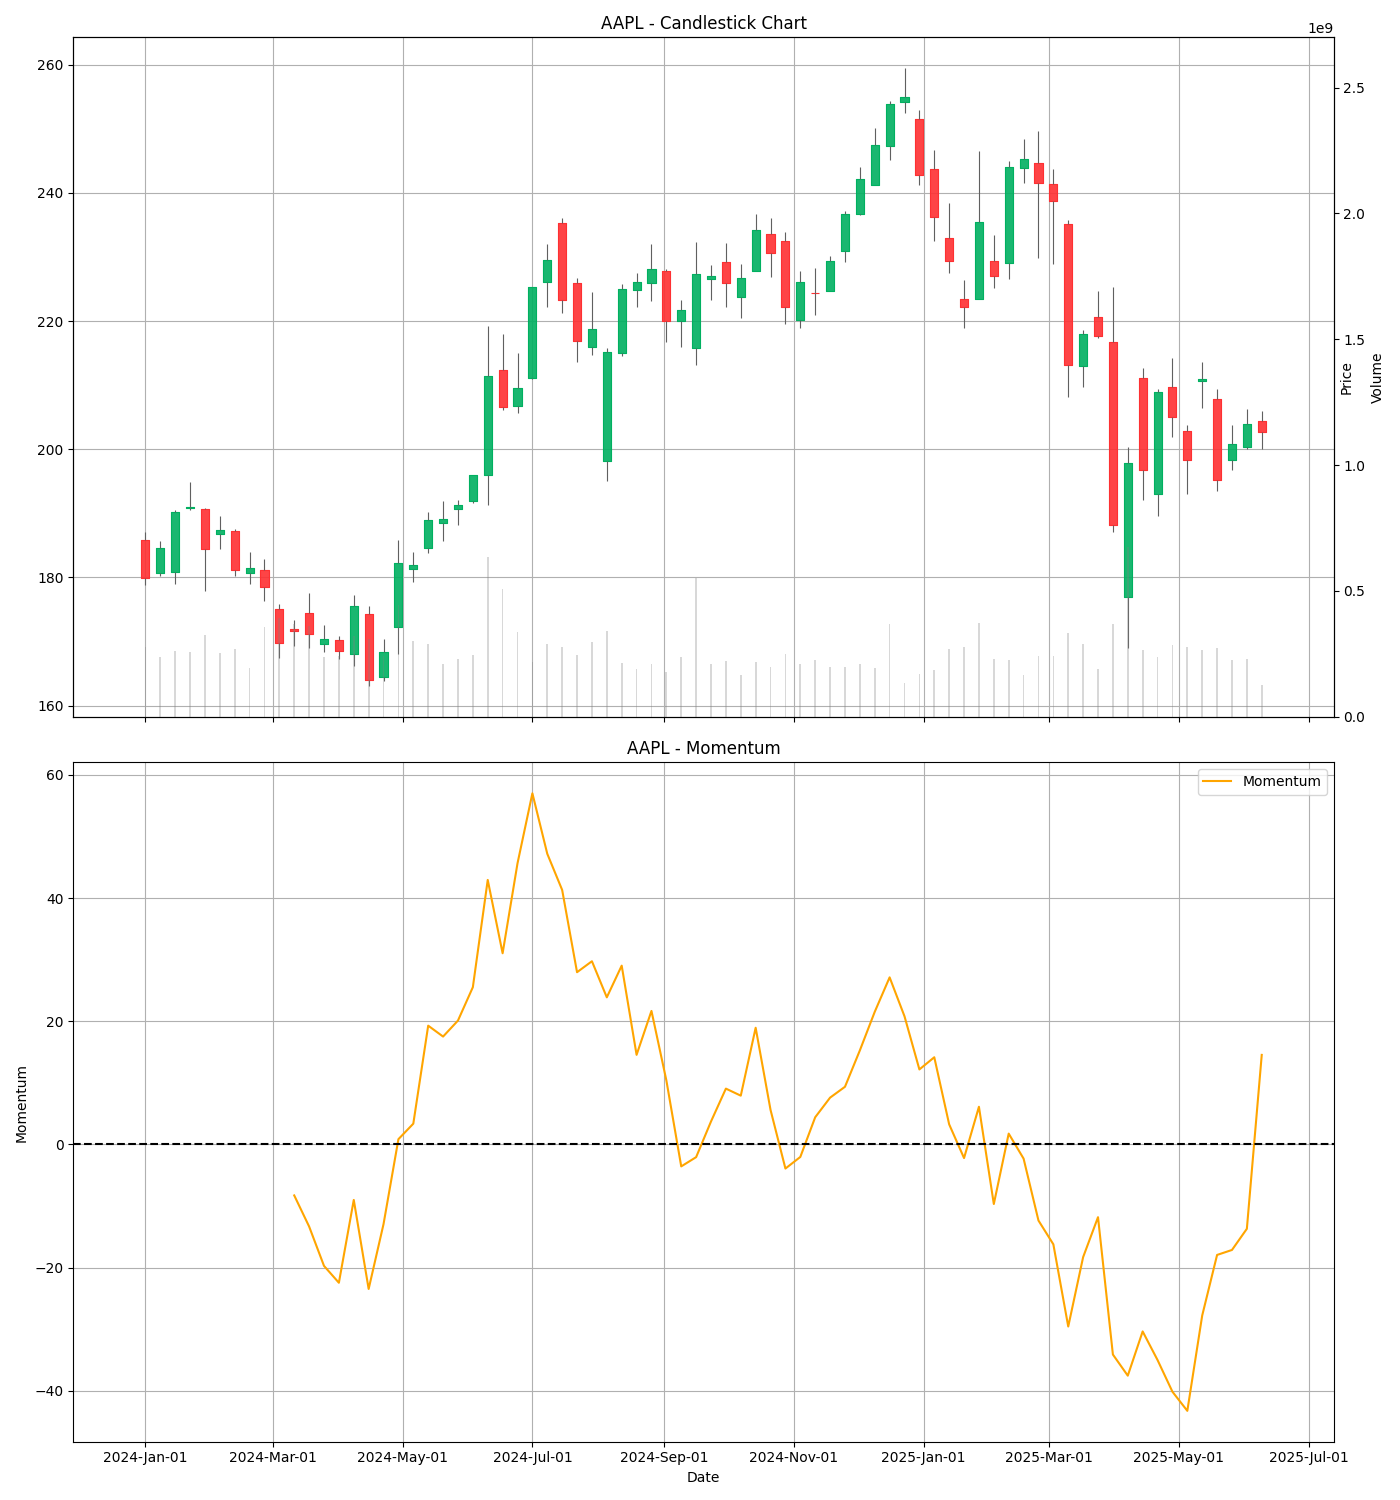 AAPL - Candlestick Chart
1e9
260
240
220
200
180
160
2.5
2.0
1.5
1.0
0.5
0.0
Price
Volume
AAPL - Momentum
Momentum
60
40
20
0
−20
−40
Momentum
2024-Jan-01 2024-Mar-01 2024-May-01 2024-Jul-01 2024-Sep-01 2024-Nov-01 2025-Jan-01 2025-Mar-01 2025-May-01 2025-Jul-01
Date